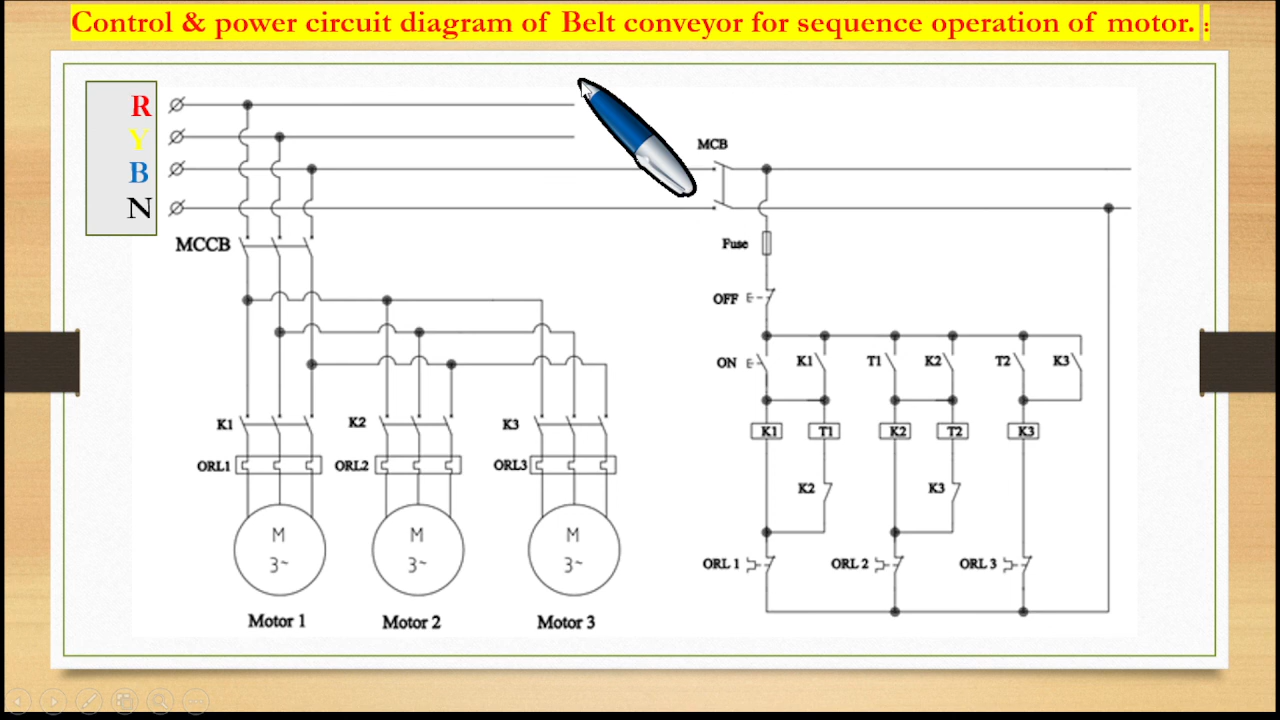 Control & power circuit diagram of Belt conveyor for sequence operation of motor. :
R
Y
B
N
MCB
MCCB
Fuse
OFF
ON
K1
T1
K2
T2
K3
K1
T1
K2
T2
K3
K1
K2
K3
ORL1
ORL2
ORL3
K2
K3
M
3~
M
3~
M
3~
ORL 1
ORL 2
ORL 3
Motor 1
Motor 2
Motor 3